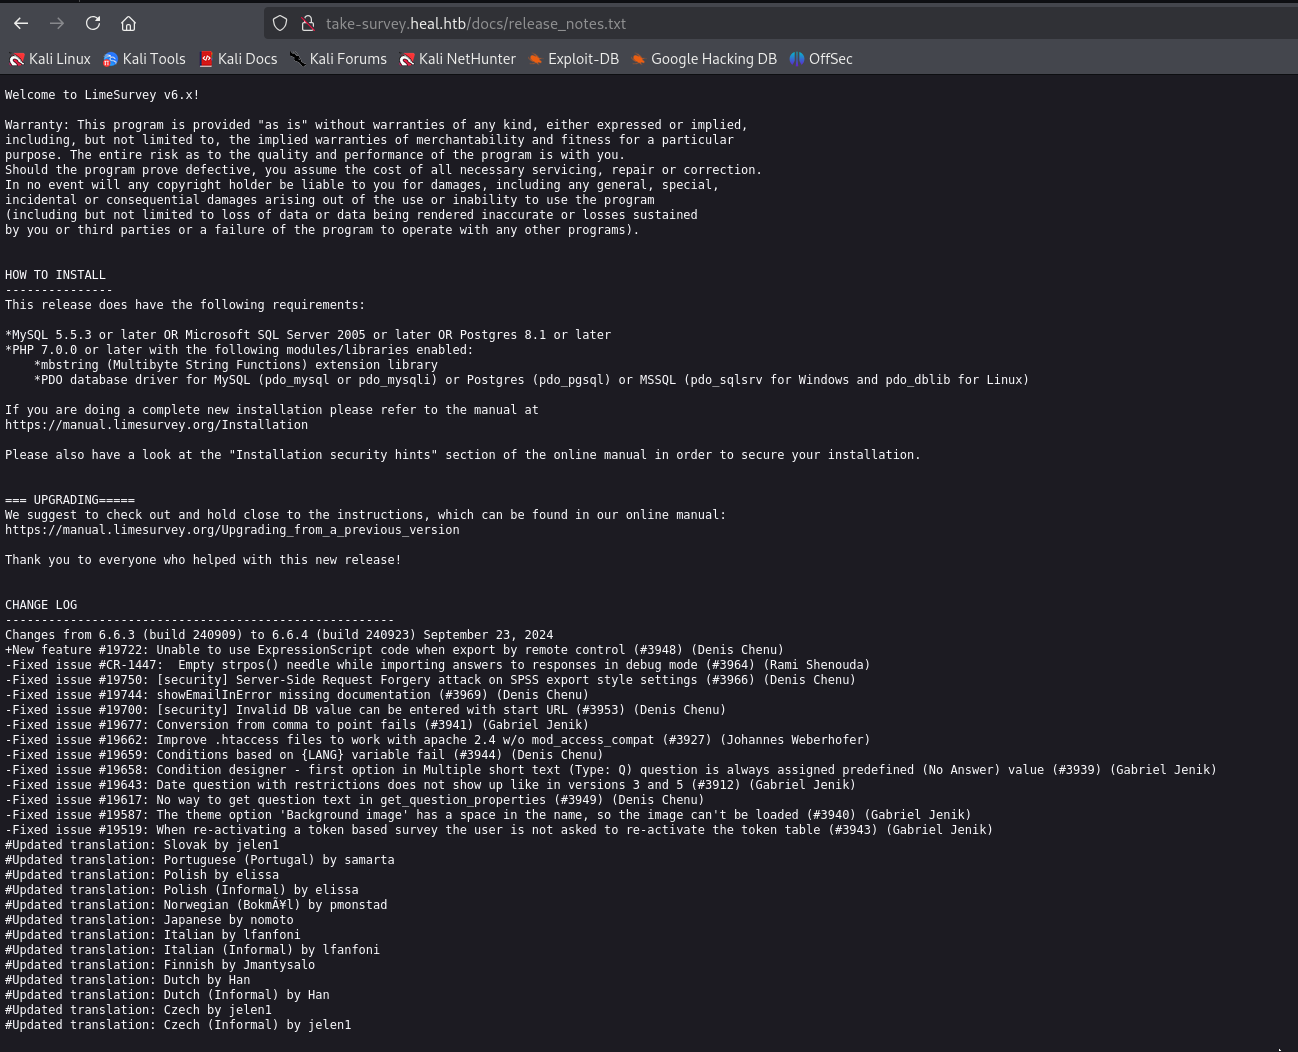 take-survey.heal.htb/docs/release_notes.txt
Kali Linux Kali Tools Kali Docs Kali Forums Kali NetHunter Exploit-DB Google Hacking DB OffSec
Welcome to LimeSurvey v6.x!
Warranty: This program is provided "as is" without warranties of any kind, either expressed or implied,
including, but not limited to, the implied warranties of merchantability and fitness for a particular
purpose. The entire risk as to the quality and performance of the program is with you.
Should the program prove defective, you assume the cost of all necessary servicing, repair or correction.
In no event will any copyright holder be liable to you for damages, including any general, special,
incidental or consequential damages arising out of the use or inability to use the program
(including but not limited to loss of data or data being rendered inaccurate or losses sustained
by you or third parties or a failure of the program to operate with any other programs).
HOW TO INSTALL
---------------
This release does have the following requirements:
*MySQL 5.5.3 or later OR Microsoft SQL Server 2005 or later OR Postgres 8.1 or later
*PHP 7.0.0 or later with the following modules/libraries enabled:
*mbstring (Multibyte String Functions) extension library
*PDO database driver for MySQL (pdo_mysql or pdo_mysqli) or Postgres (pdo_pgsql) or MSSQL (pdo_sqlsrv for Windows and pdo_dblib for Linux)
If you are doing a complete new installation please refer to the manual at
https://manual.limesurvey.org/Installation
Please also have a look at the "Installation security hints" section of the online manual in order to secure your installation.
=== UPGRADING=====
We suggest to check out and hold close to the instructions, which can be found in our online manual:
https://manual.limesurvey.org/Upgrading_from_a_previous_version
Thank you to everyone who helped with this new release!
CHANGE LOG
------------------------------------------------------
Changes from 6.6.3 (build 240909) to 6.6.4 (build 240923) September 23, 2024
+New feature #19722: Unable to use ExpressionScript code when export by remote control (#3948) (Denis Chenu)
-Fixed issue #CR-1447:  Empty strpos() needle while importing answers to responses in debug mode (#3964) (Rami Shenouda)
-Fixed issue #19750: [security] Server-Side Request Forgery attack on SPSS export style settings (#3966) (Denis Chenu)
-Fixed issue #19744: showEmailInError missing documentation (#3969) (Denis Chenu)
-Fixed issue #19700: [security] Invalid DB value can be entered with start URL (#3953) (Denis Chenu)
-Fixed issue #19677: Conversion from comma to point fails (#3941) (Gabriel Jenik)
-Fixed issue #19662: Improve .htaccess files to work with apache 2.4 w/o mod_access_compat (#3927) (Johannes Weberhofer)
-Fixed issue #19659: Conditions based on {LANG} variable fail (#3944) (Denis Chenu)
-Fixed issue #19658: Condition designer - first option in Multiple short text (Type: Q) question is always assigned predefined (No Answer) value (#3939) (Gabriel Jenik)
-Fixed issue #19643: Date question with restrictions does not show up like in versions 3 and 5 (#3912) (Gabriel Jenik)
-Fixed issue #19617: No way to get question text in get_question_properties (#3949) (Denis Chenu)
-Fixed issue #19587: The theme option 'Background image' has a space in the name, so the image can't be loaded (#3940) (Gabriel Jenik)
-Fixed issue #19519: When re-activating a token based survey the user is not asked to re-activate the token table (#3943) (Gabriel Jenik)
#Updated translation: Slovak by jelen1
#Updated translation: Portuguese (Portugal) by samarta
#Updated translation: Polish by elissa
#Updated translation: Polish (Informal) by elissa
#Updated translation: Norwegian (BokmÃ¥l) by pmonstad
#Updated translation: Japanese by nomoto
#Updated translation: Italian by lfanfoni
#Updated translation: Italian (Informal) by lfanfoni
#Updated translation: Finnish by Jmantysalo
#Updated translation: Dutch by Han
#Updated translation: Dutch (Informal) by Han
#Updated translation: Czech by jelen1
#Updated translation: Czech (Informal) by jelen1